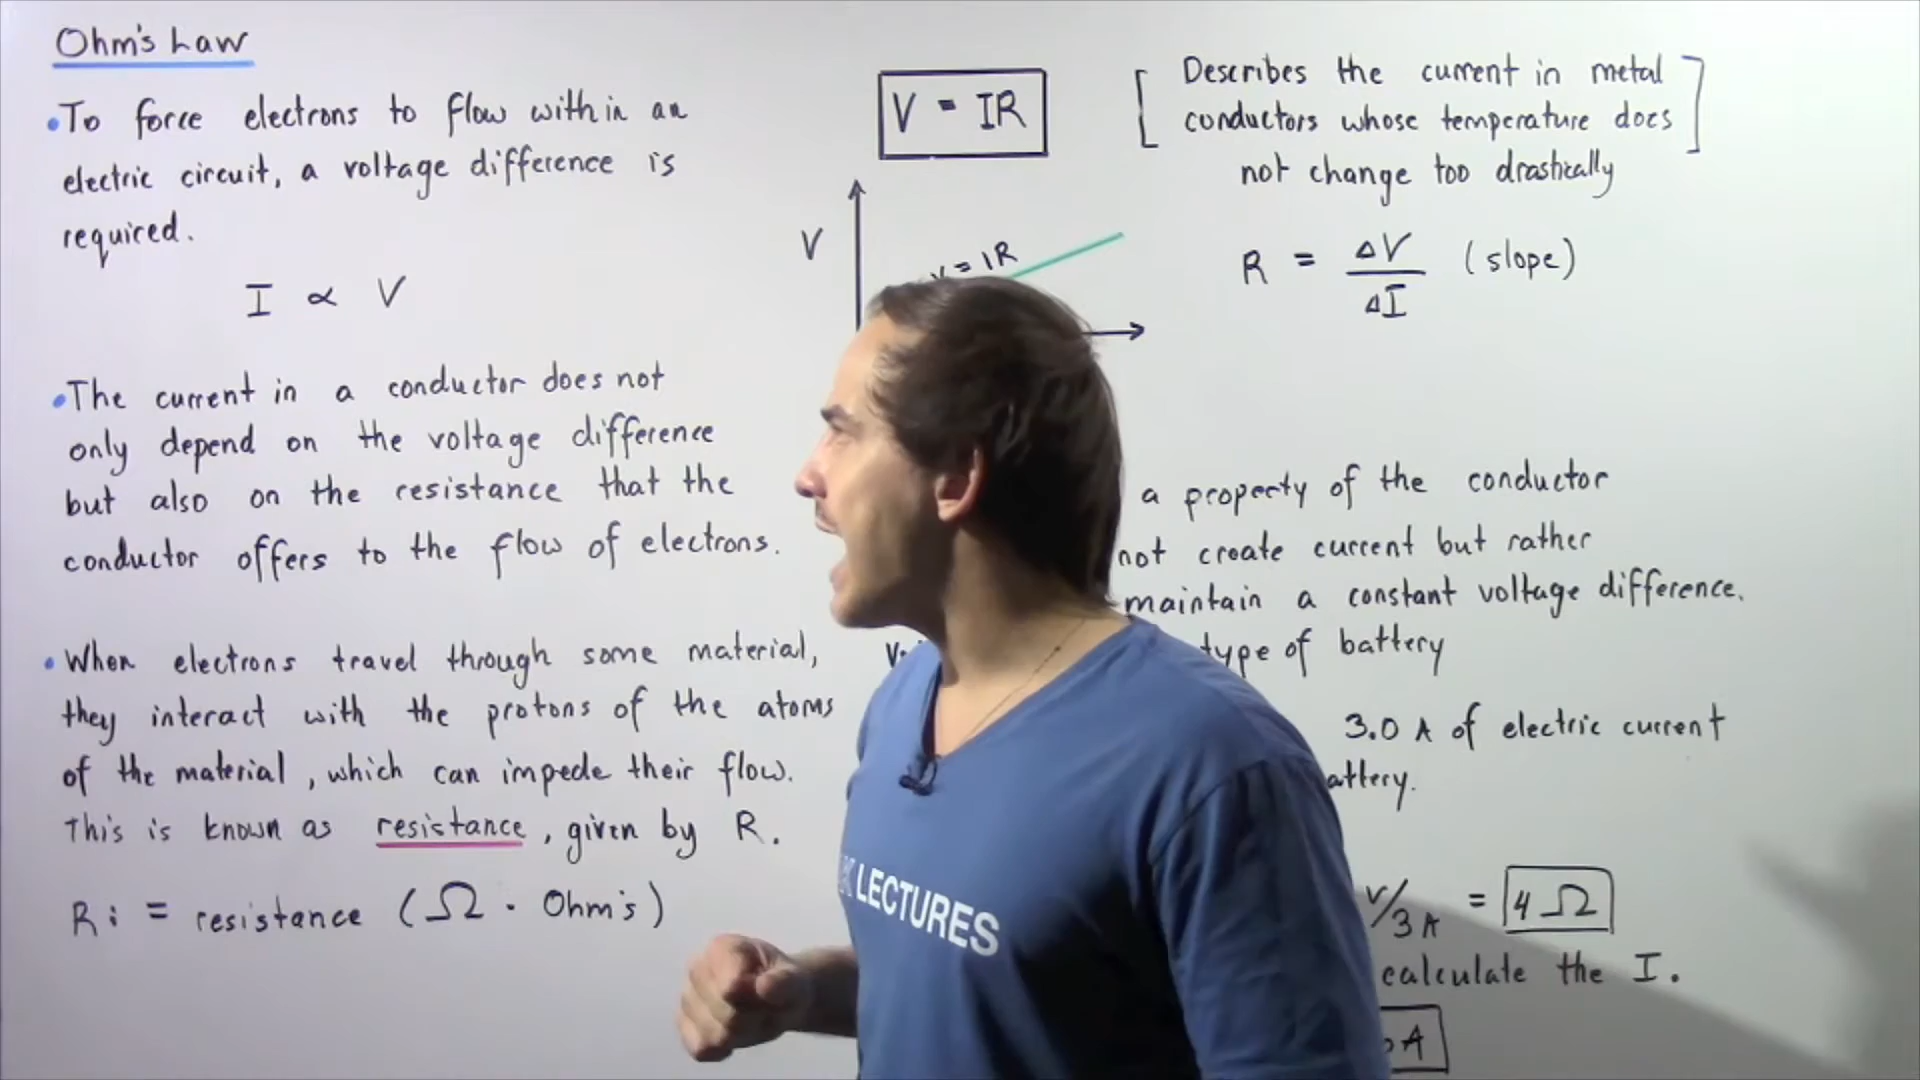 Ohm's Law
•To force electrons to flow within an
electric circuit, a voltage difference is
required.
I ∝ V
•The current in a conductor does not
only depend on the voltage difference
but also on the resistance that the
conductor offers to the flow of electrons.
• When electrons travel through some material,
they interact with the protons of the atoms
of the material, which can impede their flow.
This is known as resistance, given by R.
R: = resistance (Ω · Ohm's)
V = IR
V
V = IR
[ Describes the current in metal
conductors whose temperature does ]
not change too drastically
R = ΔV/ΔI (slope)
a property of the conductor
not create current but rather
maintain a constant voltage difference.
type of battery
3.0 A of electric current
attery.
V/3A = 4 Ω
calculate the I.
A
LECTURES